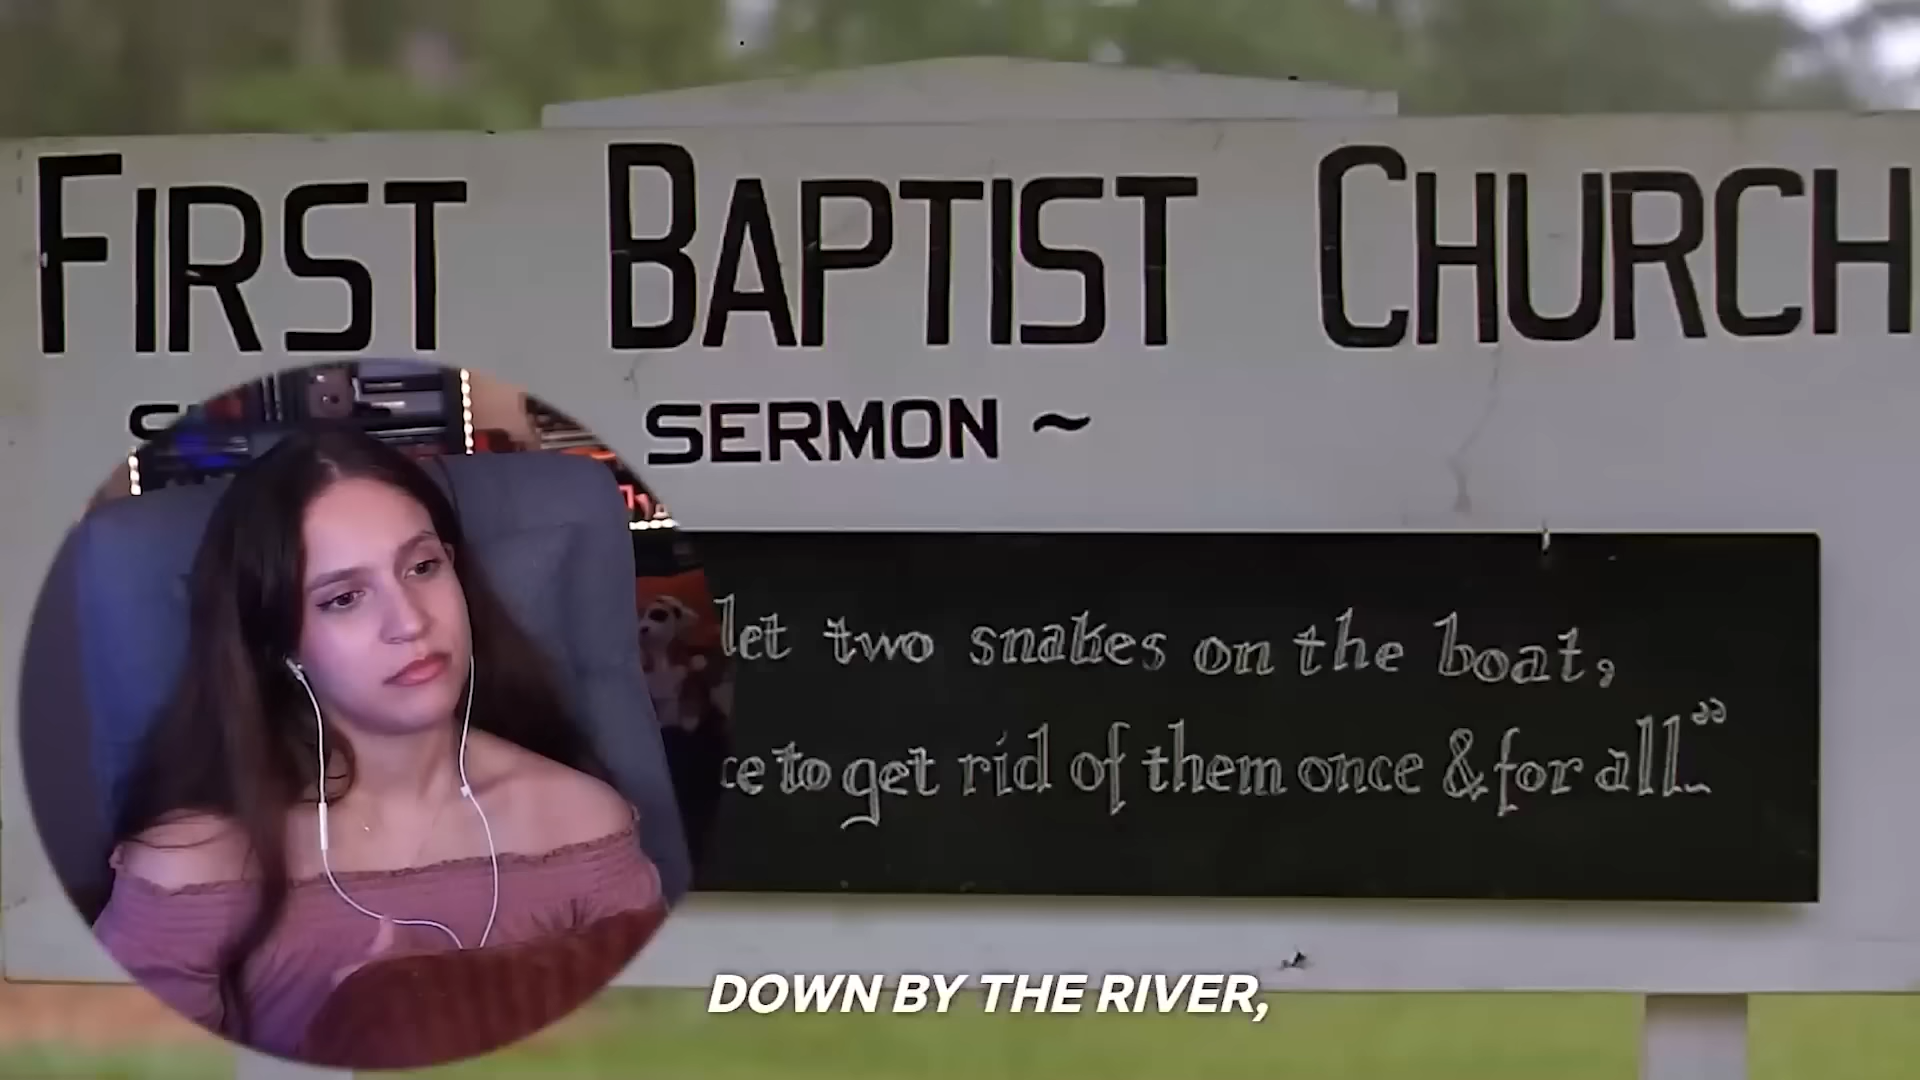 FIRST BAPTIST CHURCH
SERMON ~
let two snakes on the boat,
to get rid of them once & for all."
DOWN BY THE RIVER,